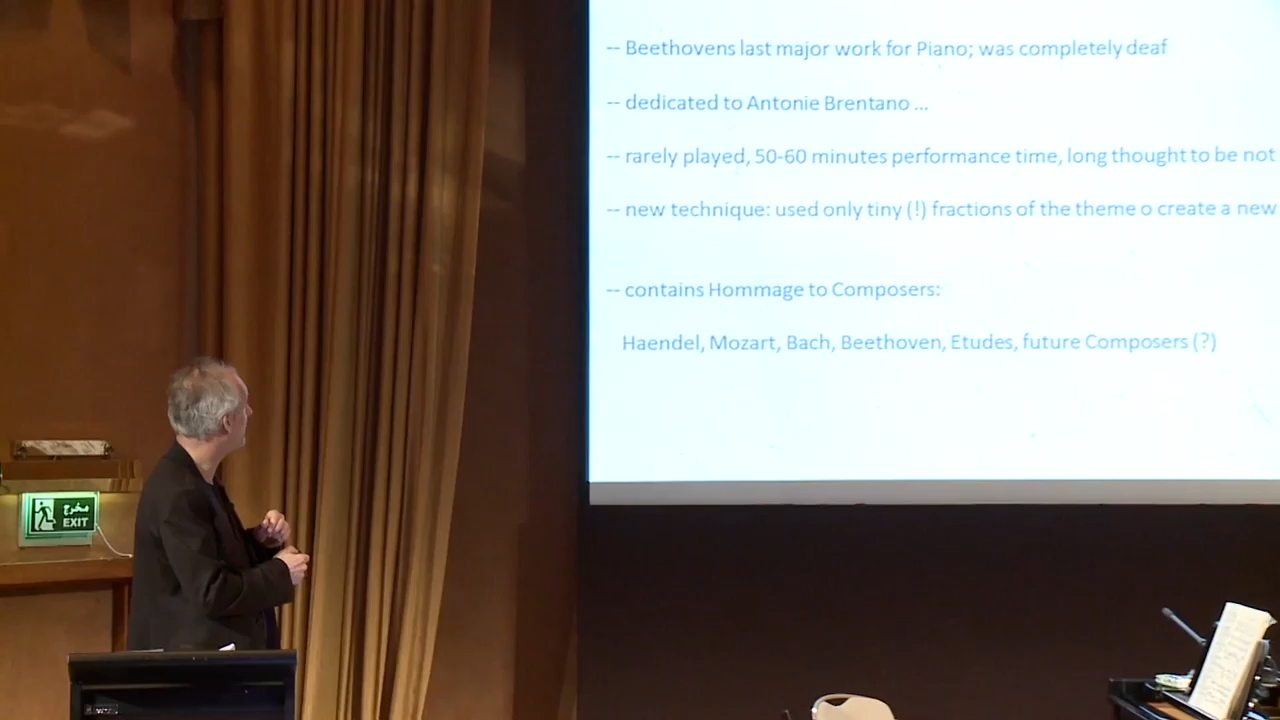 -- Beethovens last major work for Piano; was completely deaf
-- dedicated to Antonie Brentano ...
-- rarely played, 50-60 minutes performance time, long thought to be not
-- new technique: used only tiny (!) fractions of the theme o create a new
-- contains Hommage to Composers:
Haendel, Mozart, Bach, Beethoven, Etudes, future Composers (?)
مخرج
EXIT